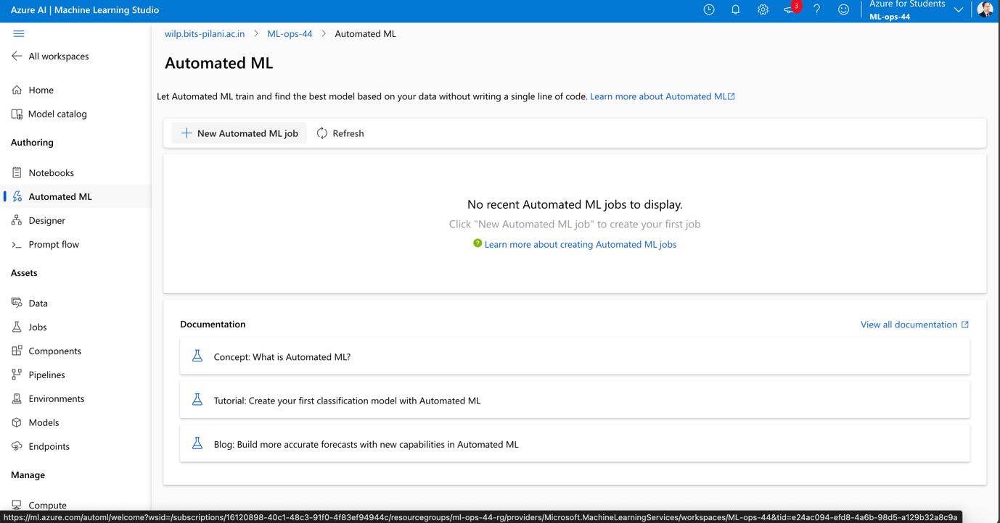 Azure AI | Machine Learning Studio
3
Azure for Students
ML-ops-44
All workspaces
Home
Model catalog
Authoring
Notebooks
Automated ML
Designer
Prompt flow
Assets
Data
Jobs
Components
Pipelines
Environments
Models
Endpoints
Manage
Compute
wilp.bits-pilani.ac.in > ML-ops-44 > Automated ML
Automated ML
Let Automated ML train and find the best model based on your data without writing a single line of code. Learn more about Automated ML
New Automated ML job Refresh
No recent Automated ML jobs to display.
Click "New Automated ML job" to create your first job
Learn more about creating Automated ML jobs
Documentation
View all documentation
Concept: What is Automated ML?
Tutorial: Create your first classification model with Automated ML
Blog: Build more accurate forecasts with new capabilities in Automated ML
https://ml.azure.com/automl/welcome?wsid=/subscriptions/16120898-40c1-48c3-91f0-4f83ef94944c/resourcegroups/ml-ops-44-rg/providers/Microsoft.MachineLearningServices/workspaces/ML-ops-44&tid=e24ac094-efd8-4a6b-98d5-a129b32a8c9a